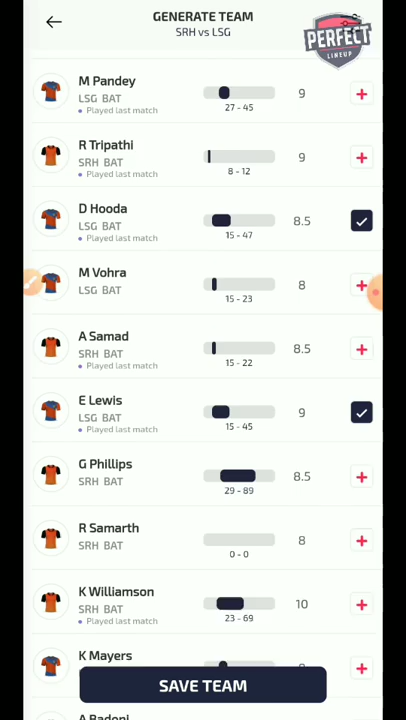 GENERATE TEAM
SRH vs LSG
PERFECT
LINEUP
M Pandey
LSG BAT
Played last match
27 - 45
9
R Tripathi
SRH BAT
Played last match
8 - 12
9
D Hooda
LSG BAT
Played last match
15 - 47
8.5
M Vohra
LSG BAT
15 - 23
8
A Samad
SRH BAT
Played last match
15 - 22
8.5
E Lewis
LSG BAT
Played last match
15 - 45
9
G Phillips
SRH BAT
29 - 89
8.5
R Samarth
SRH BAT
0 - 0
8
K Williamson
SRH BAT
Played last match
23 - 69
10
K Mayers
SAVE TEAM
A Badoni